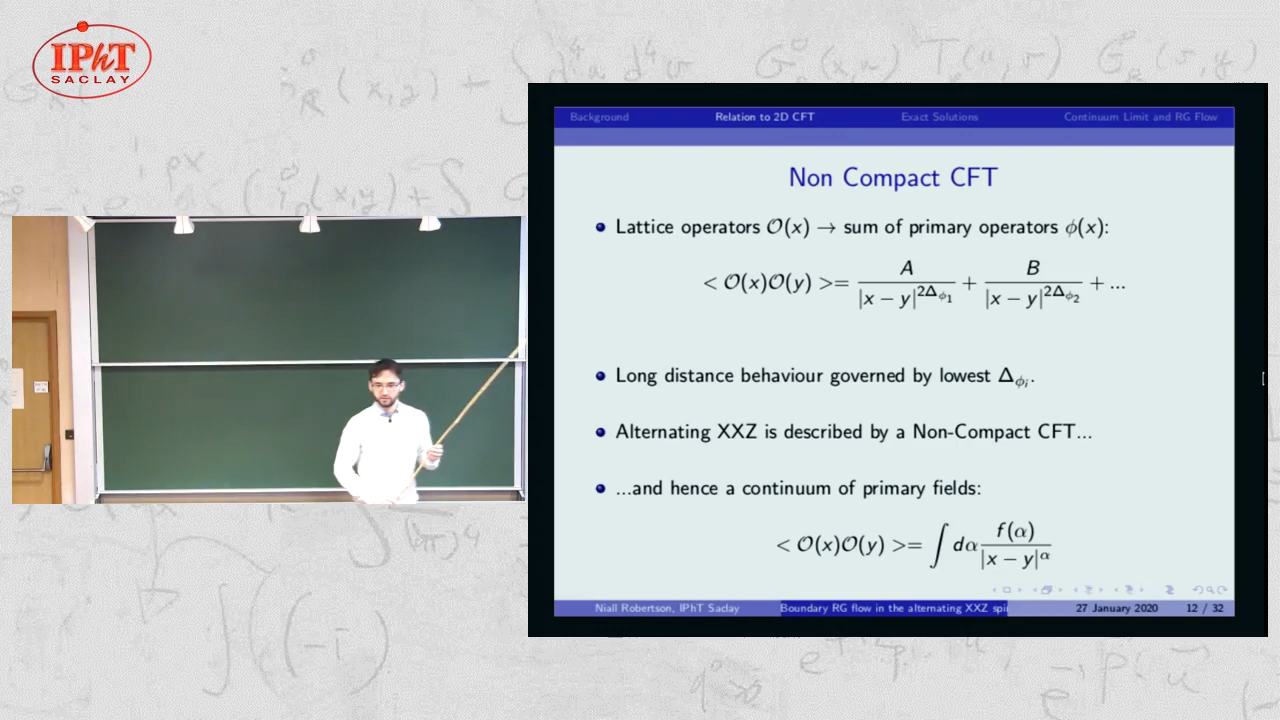 IPhT
SACLAY
Background Relation to 2D CFT Exact Solutions Continuum Limit and RG Flow
Non Compact CFT
Lattice operators 𝒪(x) → sum of primary operators ϕ(x):
< 𝒪(x)𝒪(y) >= A / |x − y|^{2Δ_{ϕ_1}} + B / |x − y|^{2Δ_{ϕ_2}} + ...
Long distance behaviour governed by lowest Δ_{ϕ_i}.
Alternating XXZ is described by a Non-Compact CFT...
...and hence a continuum of primary fields:
< 𝒪(x)𝒪(y) >= ∫ dα f(α) / |x − y|^α
Niall Robertson, IPhT Saclay Boundary RG flow in the alternating XXZ spi 27 January 2020 12 / 32